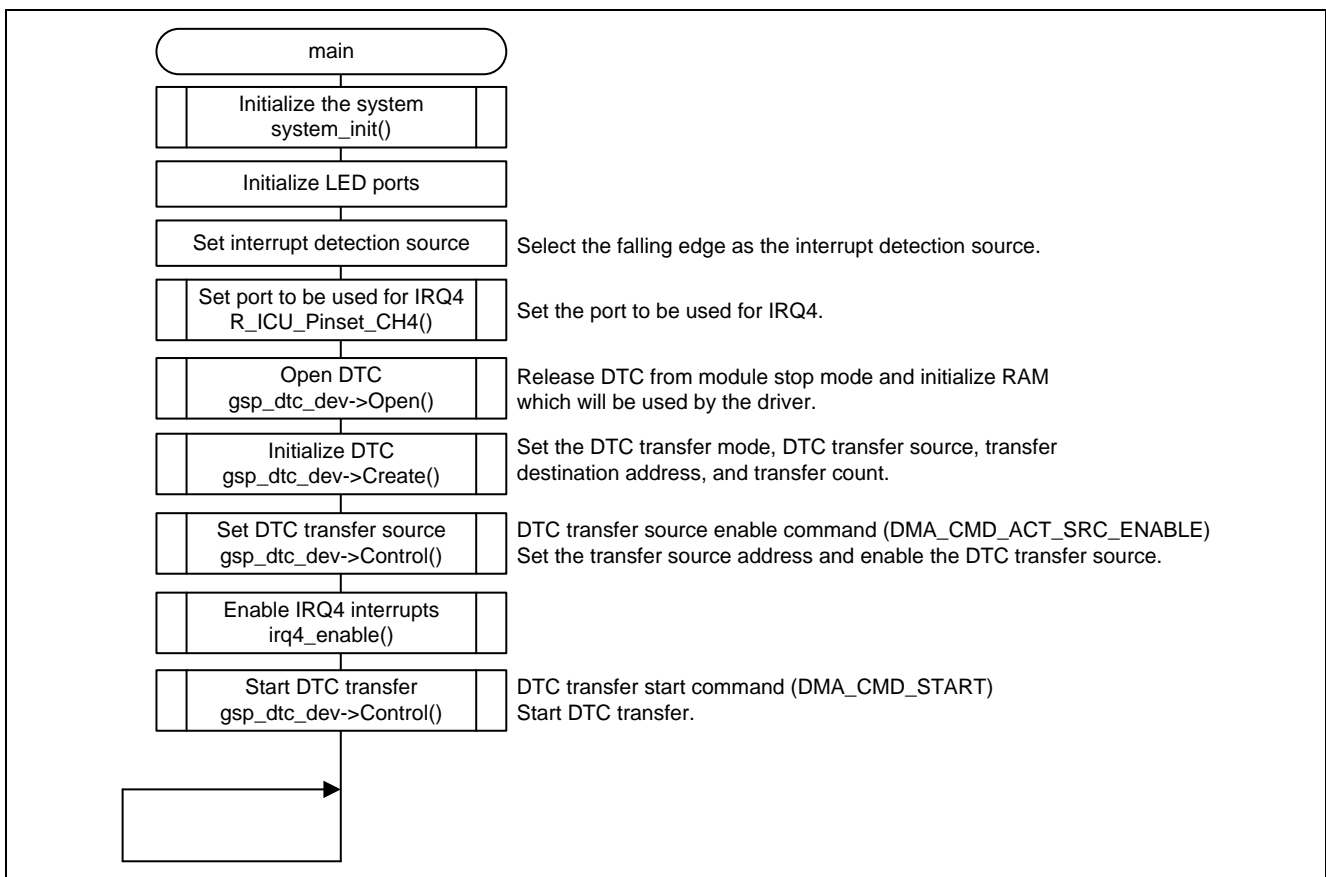 main
Initialize the system
system_init()
Initialize LED ports
Set interrupt detection source
Select the falling edge as the interrupt detection source.
Set port to be used for IRQ4
R_ICU_Pinset_CH4()
Set the port to be used for IRQ4.
Open DTC
gsp_dtc_dev->Open()
Release DTC from module stop mode and initialize RAM
which will be used by the driver.
Initialize DTC
gsp_dtc_dev->Create()
Set the DTC transfer mode, DTC transfer source, transfer
destination address, and transfer count.
Set DTC transfer source
gsp_dtc_dev->Control()
DTC transfer source enable command (DMA_CMD_ACT_SRC_ENABLE)
Set the transfer source address and enable the DTC transfer source.
Enable IRQ4 interrupts
irq4_enable()
Start DTC transfer
gsp_dtc_dev->Control()
DTC transfer start command (DMA_CMD_START)
Start DTC transfer.